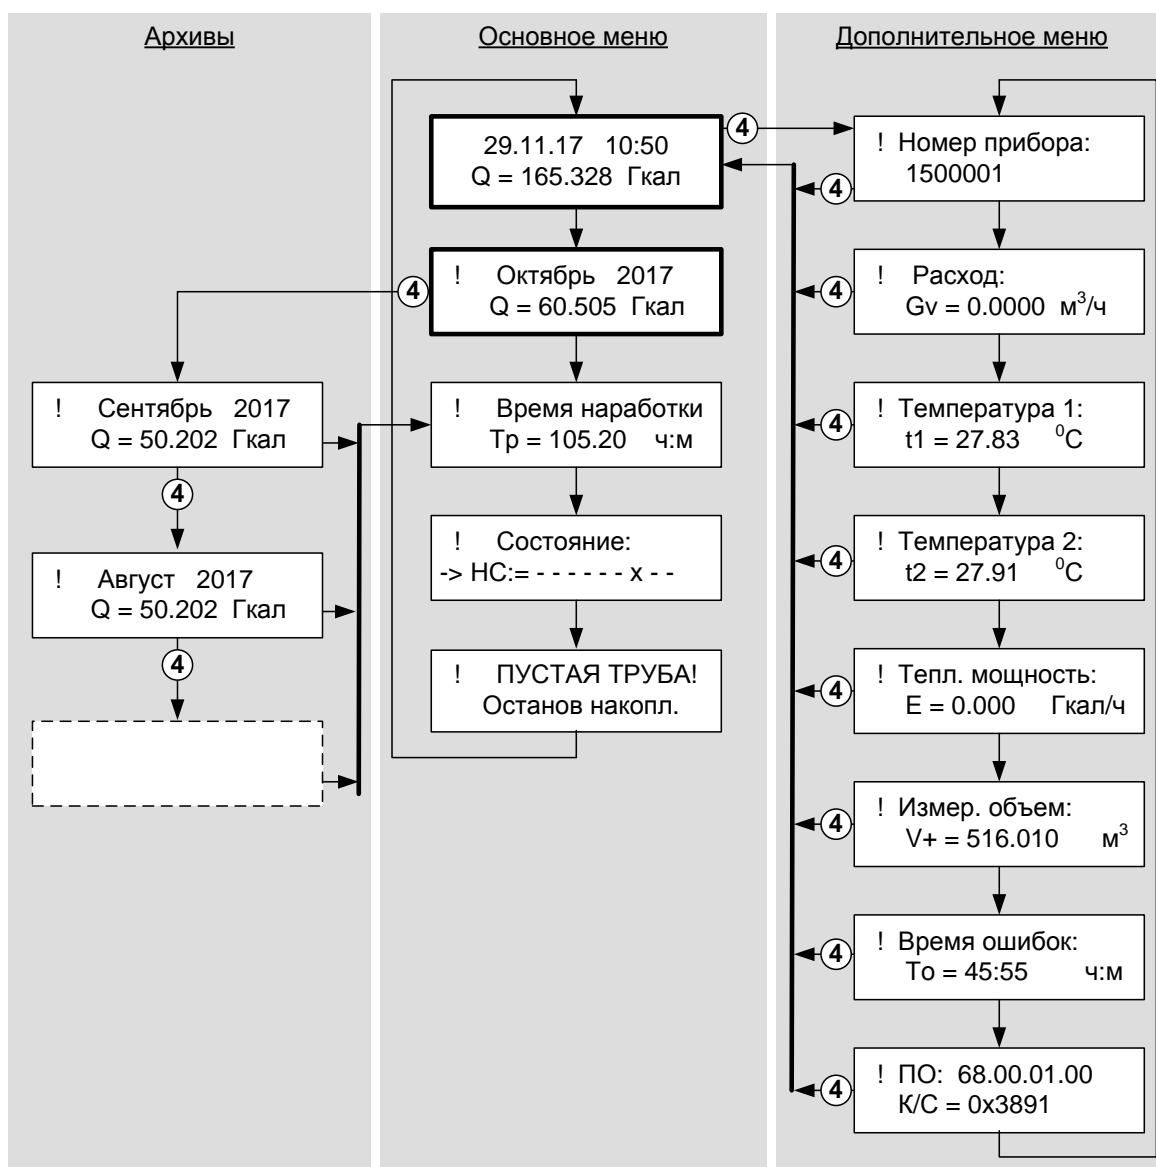 Архивы
! Сентябрь 2017
Q = 50.202 Гкал
4
! Август 2017
Q = 50.202 Гкал
4
Основное меню
29.11.17 10:50
Q = 165.328 Гкал
4
! Октябрь 2017
Q = 60.505 Гкал
4
! Время наработки
Тр = 105.20 ч:м
! Состояние:
-> НС:= - - - - - - x - -
! ПУСТАЯ ТРУБА!
Останов накопл.
Дополнительное меню
! Номер прибора:
1500001
4
! Расход:
Gv = 0.0000 м³/ч
4
! Температура 1:
t1 = 27.83 ⁰C
4
! Температура 2:
t2 = 27.91 ⁰C
4
! Тепл. мощность:
E = 0.000 Гкал/ч
4
! Измер. объем:
V+ = 516.010 м³
4
! Время ошибок:
То = 45:55 ч:м
4
! ПО: 68.00.01.00
К/С = 0x3891
4